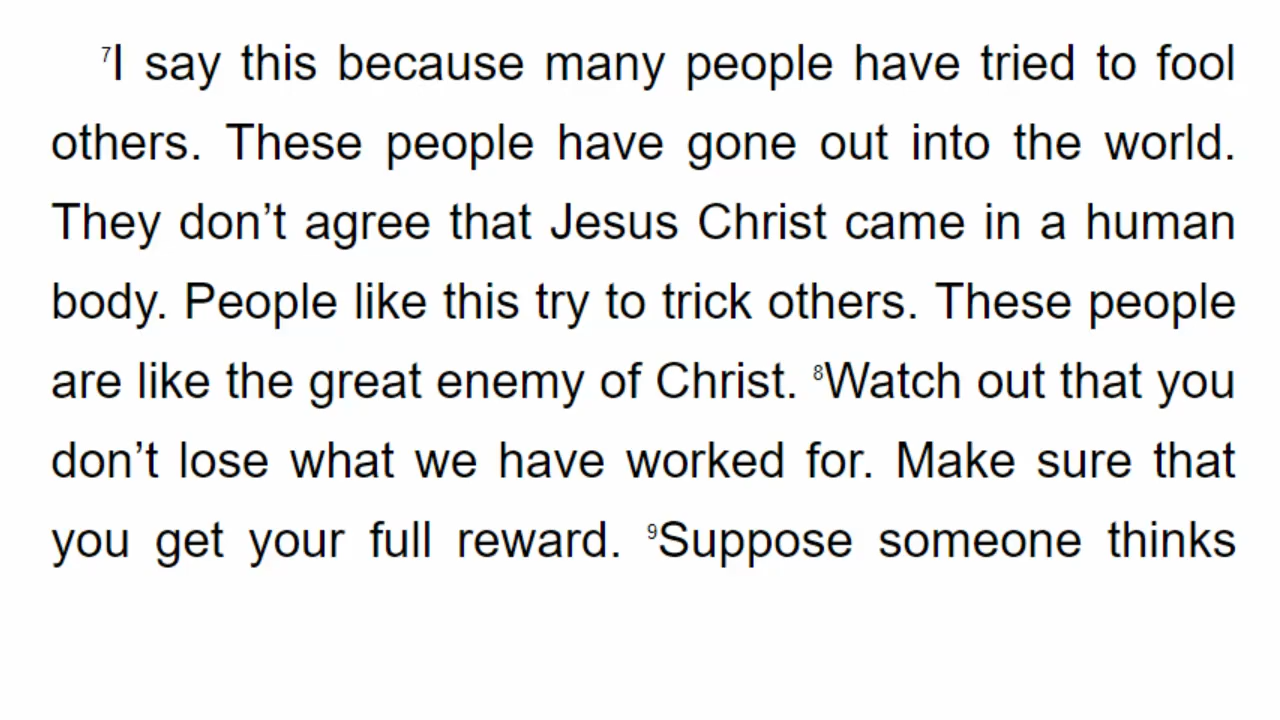 ⁷I say this because many people have tried to fool
others. These people have gone out into the world.
They don’t agree that Jesus Christ came in a human
body. People like this try to trick others. These people
are like the great enemy of Christ. ⁸Watch out that you
don’t lose what we have worked for. Make sure that
you get your full reward. ⁹Suppose someone thinks